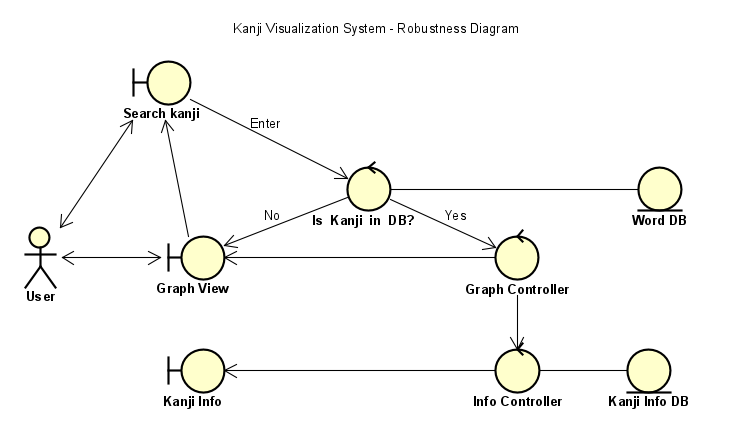 Kanji Visualization System - Robustness Diagram
Search kanji
Enter
Is Kanji in DB?
Word DB
No
Yes
User
Graph View
Graph Controller
Kanji Info
Info Controller
Kanji Info DB